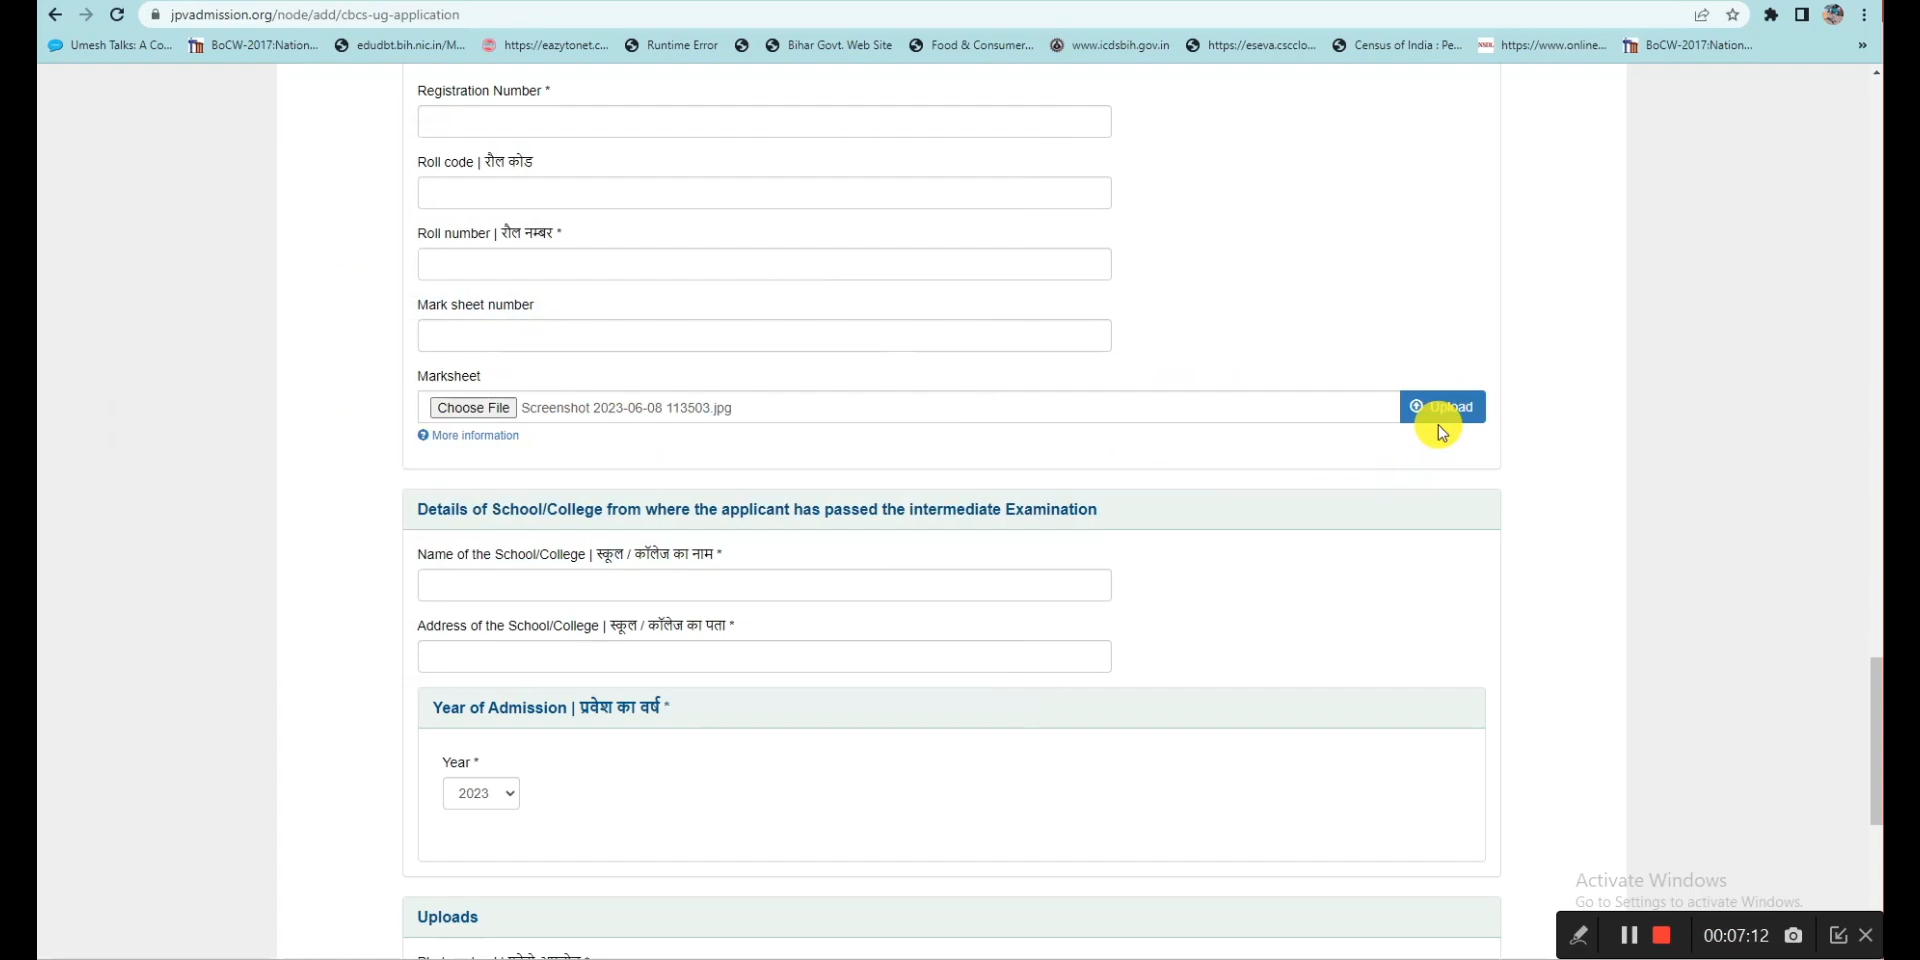 jpvadmission.org/node/add/cbcs-ug-application
Umesh Talks: A Co... BoCW-2017:Nation... edudbt.bih.nic.in/M... https://eazytonet.c... Runtime Error Bihar Govt. Web Site Food & Consumer... www.icdsbih.gov.in https://eseva.cscclo... Census of India : Pe... NSDL https://www.online... BoCW-2017:Nation... »
Registration Number *
Roll code | रौल कोड
Roll number | रौल नम्बर *
Mark sheet number
Marksheet
Choose File Screenshot 2023-06-08 113503.jpg Upload
More information
Details of School/College from where the applicant has passed the intermediate Examination
Name of the School/College | स्कूल / कॉलेज का नाम *
Address of the School/College | स्कूल / कॉलेज का पता *
Year of Admission | प्रवेश का वर्ष *
Year *
2023
Activate Windows
Go to Settings to activate Windows.
Uploads
00:07:12